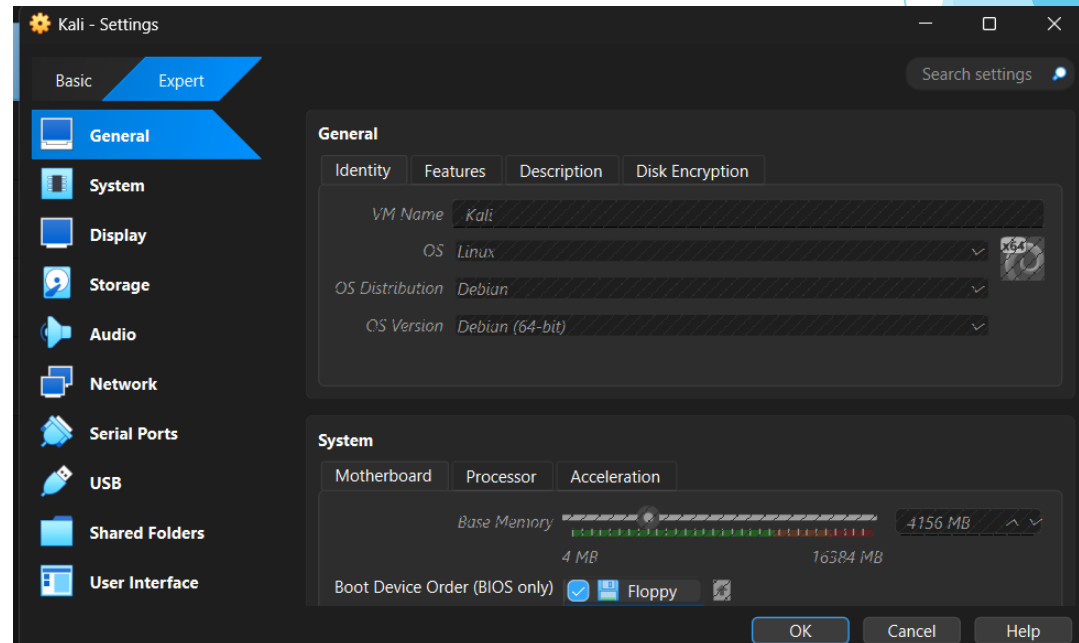 Kali - Settings
Basic
Expert
Search settings
General
System
Display
Storage
Audio
Network
Serial Ports
USB
Shared Folders
User Interface
General
Identity Features Description Disk Encryption
VM Name Kali
OS Linux
x64
OS Distribution Debian
OS Version Debian (64-bit)
System
Motherboard Processor Acceleration
Base Memory 4156 MB
4 MB 16384 MB
Boot Device Order (BIOS only) Floppy
OK Cancel Help